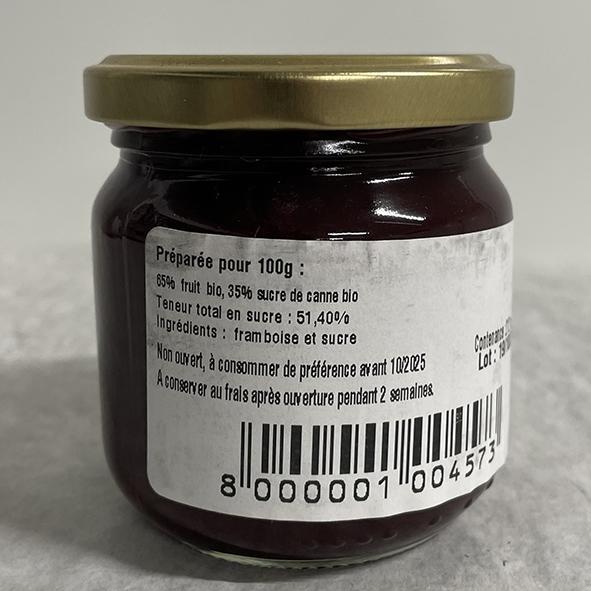 Préparée pour 100g :
65% fruit bio, 35% sucre de canne bio
Teneur total en sucre : 51,40%
Ingrédients : framboise et sucre
Contenance
Lot :
Non ouvert, à consommer de préférence avant 10/2025
A conserver au frais après ouverture pendant 2 semaines.
8 000001 004573